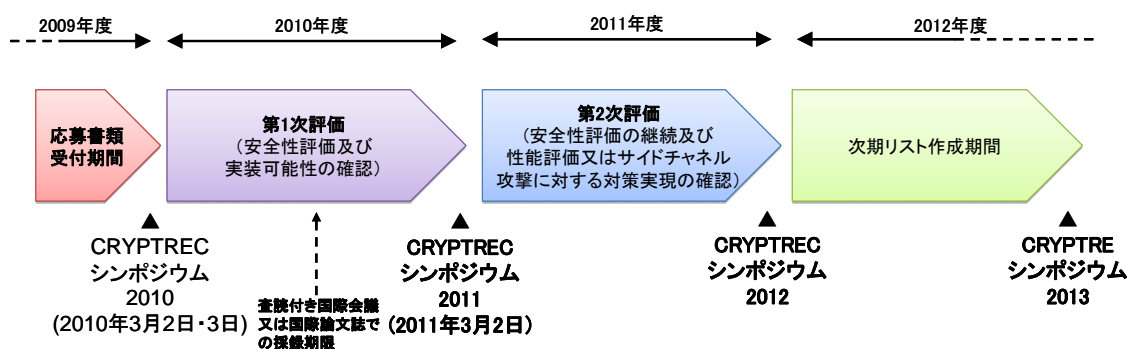 2009年度
2010年度
2011年度
2012年度
応募書類
受付期間
第1次評価
(安全性評価及び
実装可能性の確認)
第2次評価
(安全性評価の継続及び
性能評価又はサイドチャネル
攻撃に対する対策実現の確認)
次期リスト作成期間
CRYPTREC
シンポジウム
2010
(2010年3月2日・3日)
査読付き国際会議
又は国際論文誌で
の採録期限
CRYPTREC
シンポジウム
2011
(2011年3月2日)
CRYPTREC
シンポジウム
2012
CRYPTRE
シンポジウム
2013